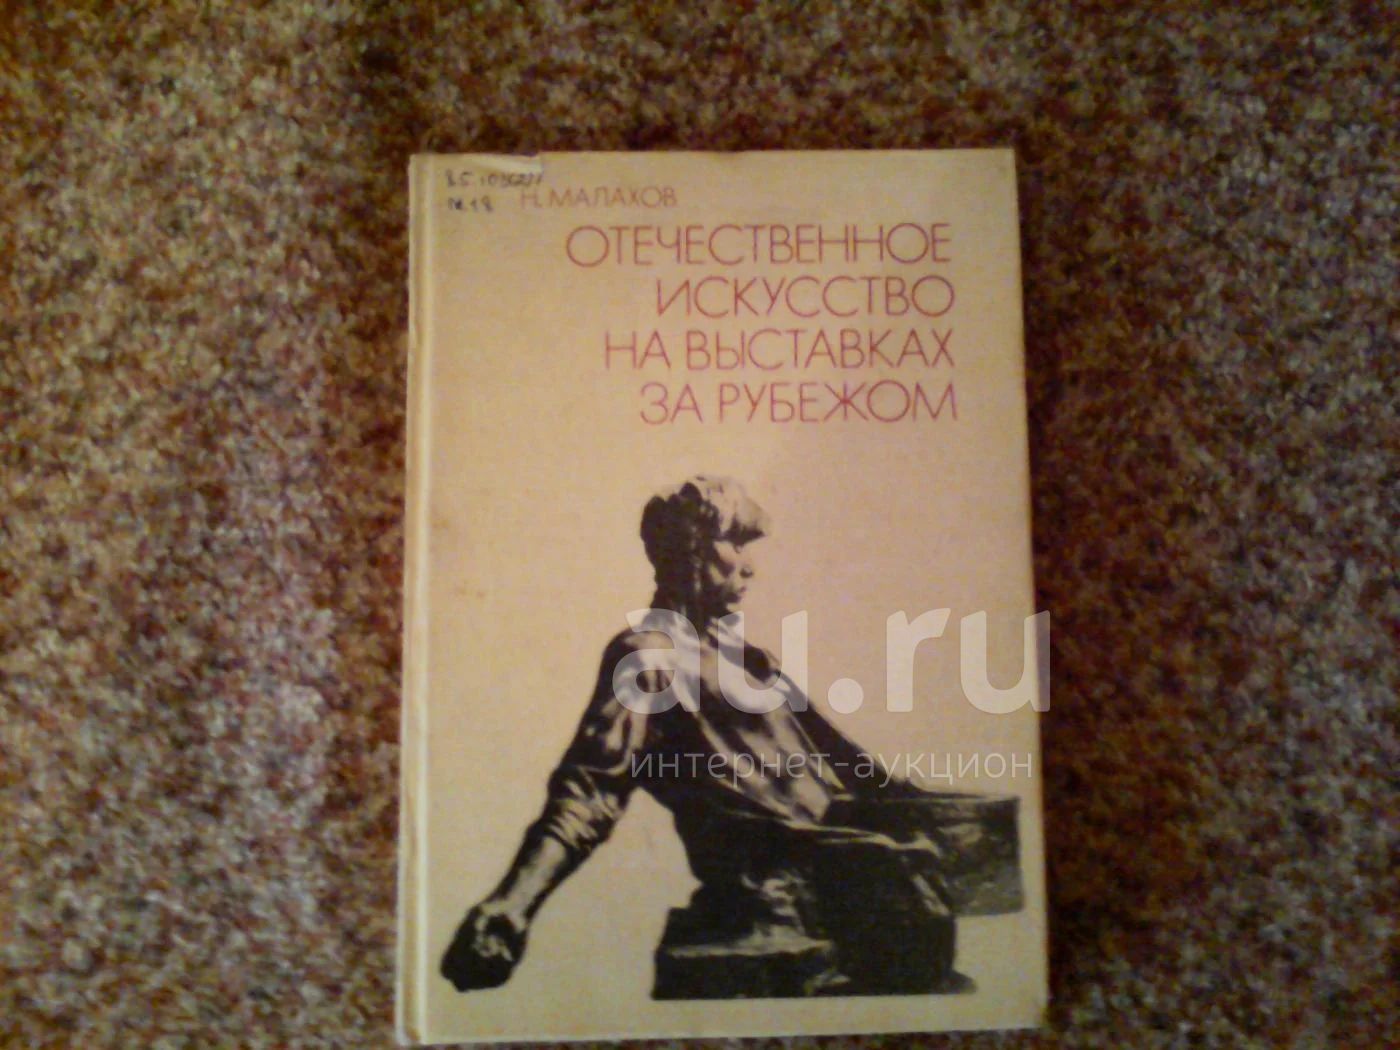 Н. МАЛАХОВ
ОТЕЧЕСТВЕННОЕ
ИСКУССТВО
НА ВЫСТАВКАХ
ЗА РУБЕЖОМ
au.ru
интернет-аукцион